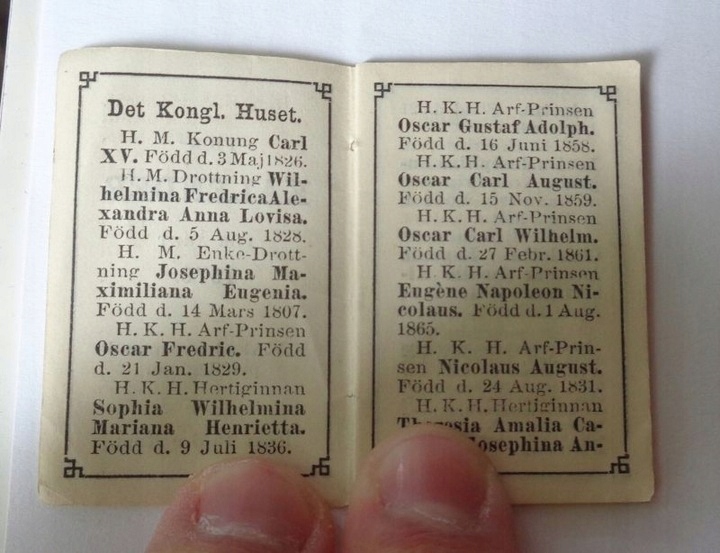 Det Kongl. Huset.
H. M. Konung Carl
XV. Född d. 3 Maj 1826.
H. M. Drottning Wil-
helmina Fredrica Ale-
xandra Anna Lovisa.
Född d. 5 Aug. 1828.
H. M. Enke-Drott-
ning Josephina Ma-
ximiliana Eugenia.
Född d. 14 Mars 1807.
H. K. H. Arf-Prinsen
Oscar Fredric. Född
d. 21 Jan. 1829.
H. K. H. Hertiginnan
Sophia Wilhelmina
Mariana Henrietta.
Född d. 9 Juli 1836.
H. K. H. Arf-Prinsen
Oscar Gustaf Adolph.
Född d. 16 Juni 1858.
H. K. H. Arf-Prinsen
Oscar Carl August.
Född d. 15 Nov. 1859.
H. K. H. Arf-Prinsen
Oscar Carl Wilhelm.
Född d. 27 Febr. 1861.
H. K. H. Arf-Prinsen
Eugène Napoleon Ni-
colaus. Född d. 1 Aug.
1865.
H. K. H. Arf-Prin-
sen Nicolaus August.
Född d. 24 Aug. 1831.
H. K. H. Hertiginnan
Theresia Amalia Ca-
Josephina An-